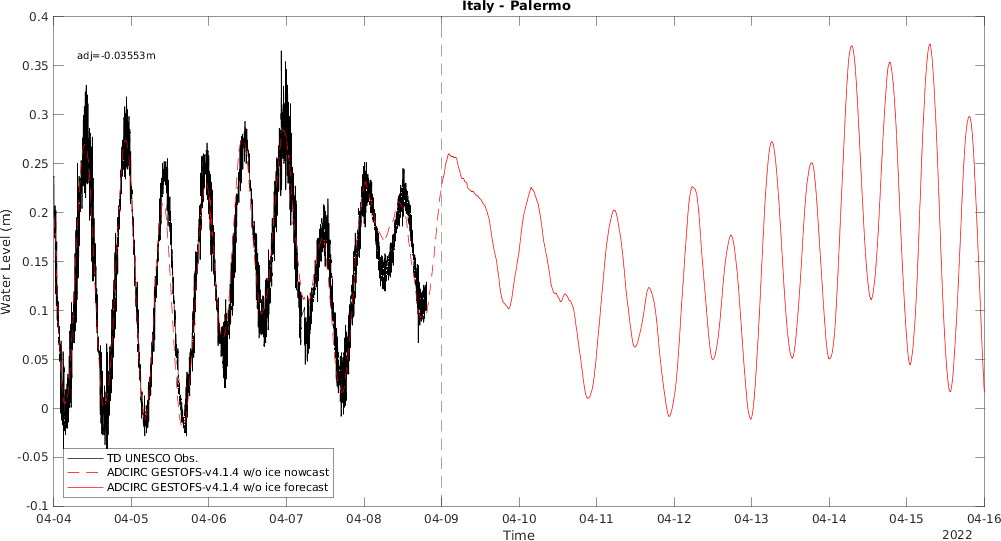 Italy - Palermo
0.4
0.35
0.3
0.25
0.2
0.15
0.1
0.05
0
-0.05
-0.1
Water Level (m)
adj=-0.03553m
TD UNESCO Obs.
ADCIRC GESTOFS-v4.1.4 w/o ice nowcast
ADCIRC GESTOFS-v4.1.4 w/o ice forecast
04-04 04-05 04-06 04-07 04-08 04-09 04-10 04-11 04-12 04-13 04-14 04-15 04-16
Time
2022